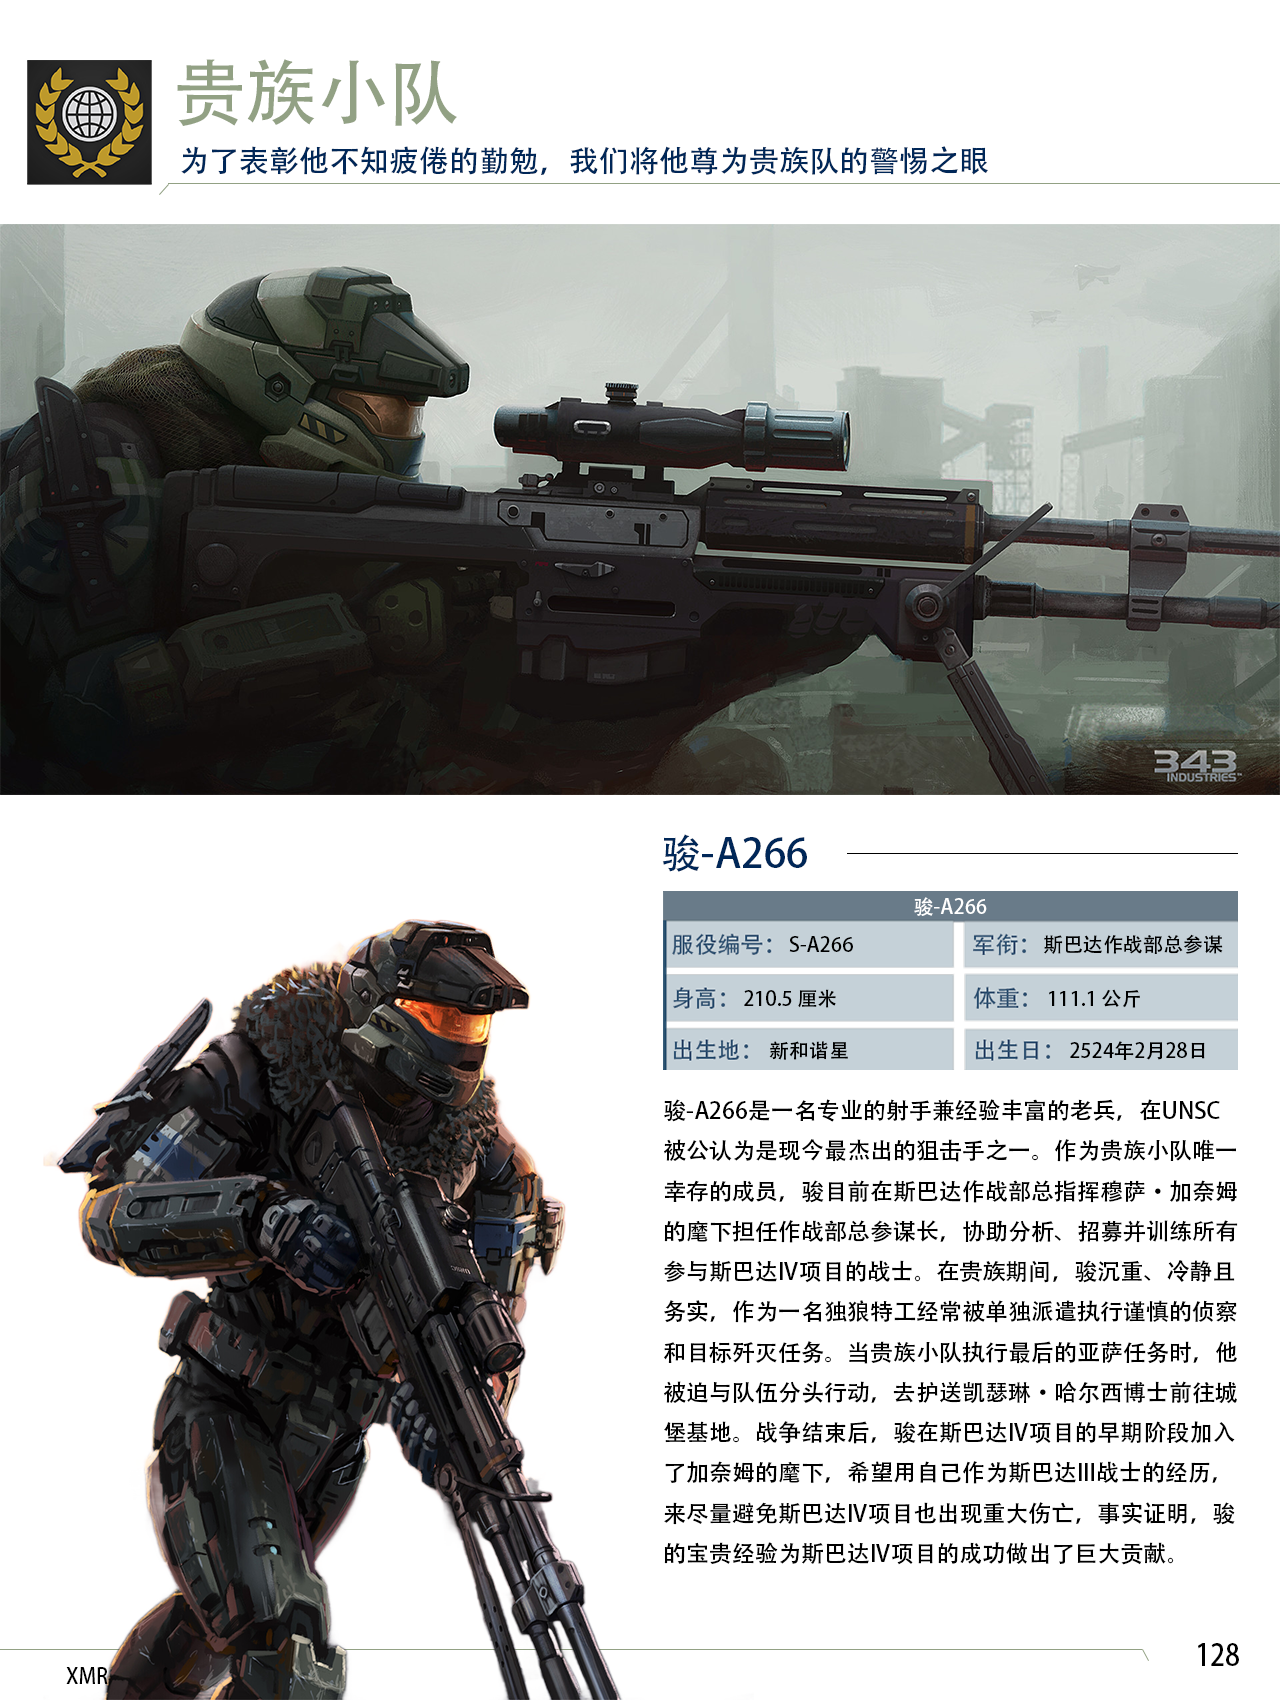 贵族小队
为了表彰他不知疲倦的勤勉，我们将他尊为贵族队的警惕之眼
343
INDUSTRIES™
骏-A266
骏-A266
服役编号： S-A266 军衔： 斯巴达作战部总参谋
身高： 210.5 厘米 体重： 111.1 公斤
出生地： 新和谐星 出生日： 2524年2月28日
骏-A266是一名专业的射手兼经验丰富的老兵，在UNSC
被公认为是现今最杰出的狙击手之一。作为贵族小队唯一
幸存的成员，骏目前在斯巴达作战部总指挥穆萨·加奈姆
的麾下担任作战部总参谋长，协助分析、招募并训练所有
参与斯巴达IV项目的战士。在贵族期间，骏沉重、冷静且
务实，作为一名独狼特工经常被单独派遣执行谨慎的侦察
和目标歼灭任务。当贵族小队执行最后的亚萨任务时，他
被迫与队伍分头行动，去护送凯瑟琳·哈尔西博士前往城
堡基地。战争结束后，骏在斯巴达IV项目的早期阶段加入
了加奈姆的麾下，希望用自己作为斯巴达III战士的经历，
来尽量避免斯巴达IV项目也出现重大伤亡，事实证明，骏
的宝贵经验为斯巴达IV项目的成功做出了巨大贡献。
XMR
128